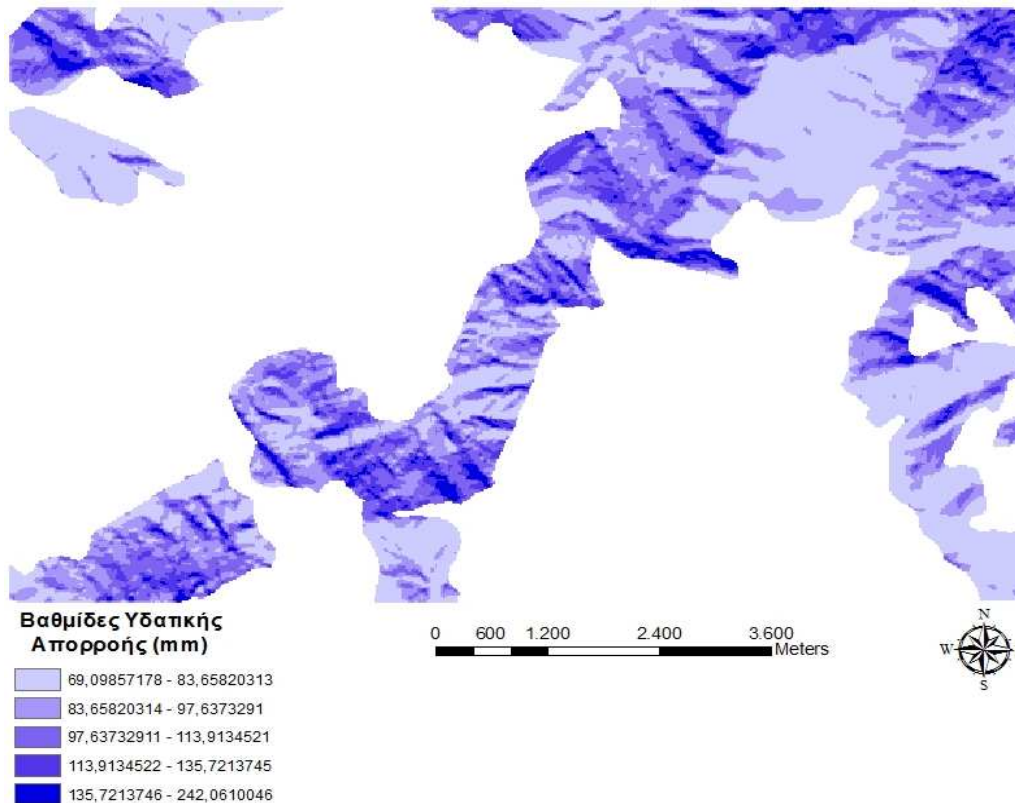 Βαθμίδες Υδατικής
Απορροής (mm)
69,09857178 - 83,65820313
83,65820314 - 97,6373291
97,63732911 - 113,9134521
113,9134522 - 135,7213745
135,7213746 - 242,0610046
0 600 1.200 2.400 3.600
Meters
N
W E
S